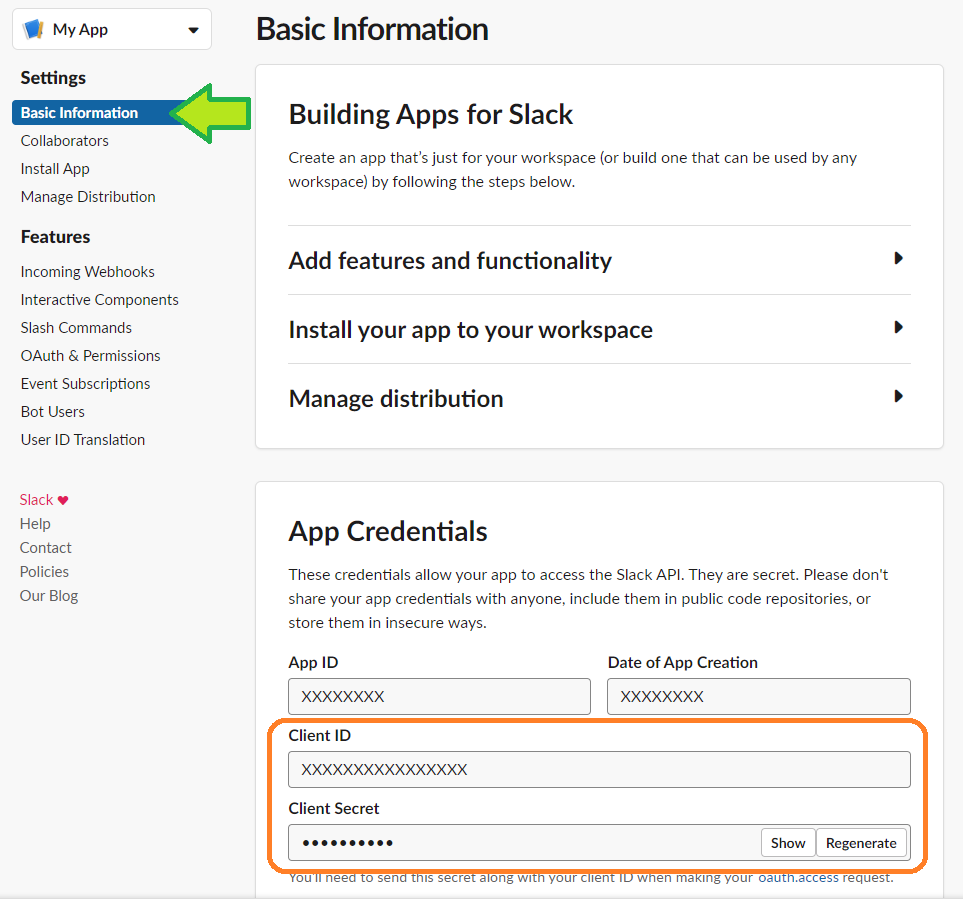 My App
Settings
Basic Information
Collaborators
Install App
Manage Distribution
Features
Incoming Webhooks
Interactive Components
Slash Commands
OAuth & Permissions
Event Subscriptions
Bot Users
User ID Translation
Slack
Help
Contact
Policies
Our Blog
Basic Information
Building Apps for Slack
Create an app that's just for your workspace (or build one that can be used by any
workspace) by following the steps below.
Add features and functionality
Install your app to your workspace
Manage distribution
App Credentials
These credentials allow your app to access the Slack API. They are secret. Please don't
share your app credentials with anyone, include them in public code repositories, or
store them in insecure ways.
App ID
Date of App Creation
XXXXXXXX
XXXXXXXX
Client ID
XXXXXXXXXXXXXXXX
Client Secret
••••••••••
Show
Regenerate
You'll need to send this secret along with your client ID when making your oauth.access request.